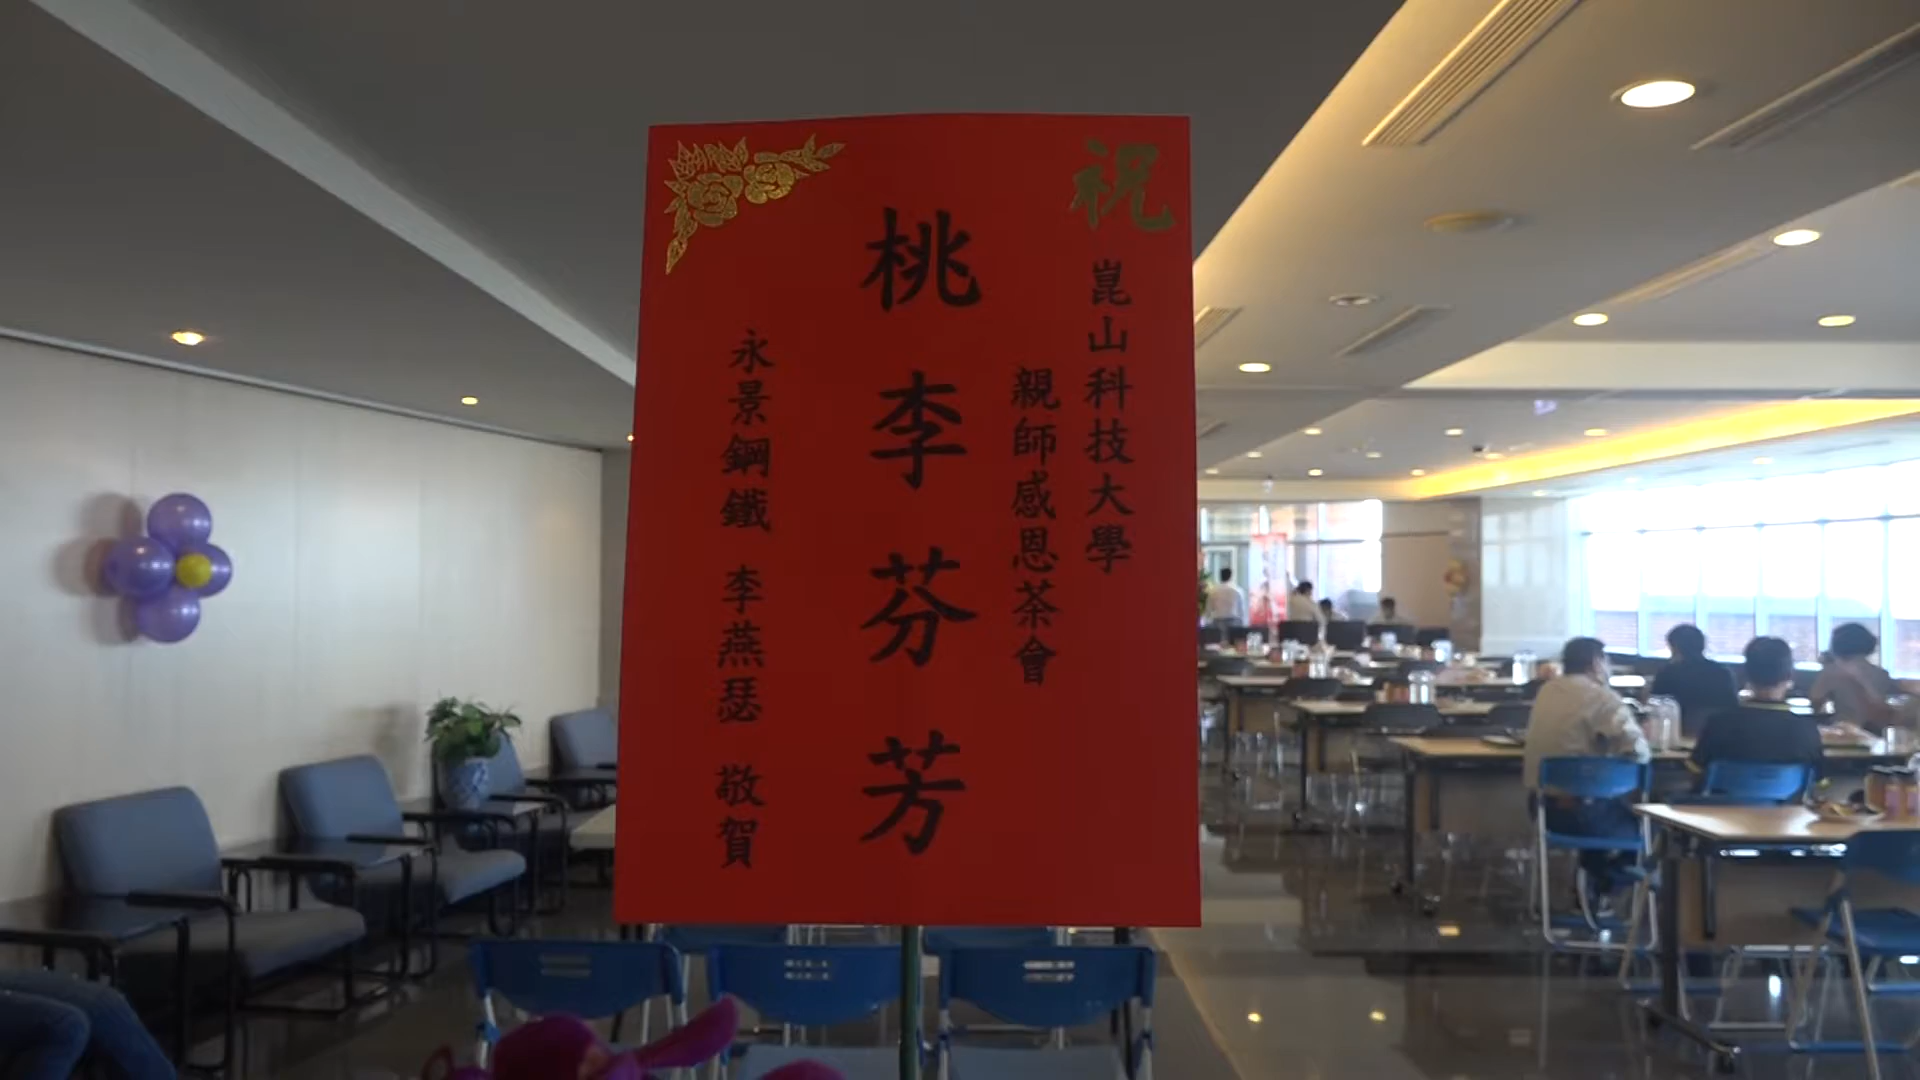 祝
崑山科技大學
親師感恩茶會
桃李芬芳
永景鋼鐵 李燕瑟 敬賀